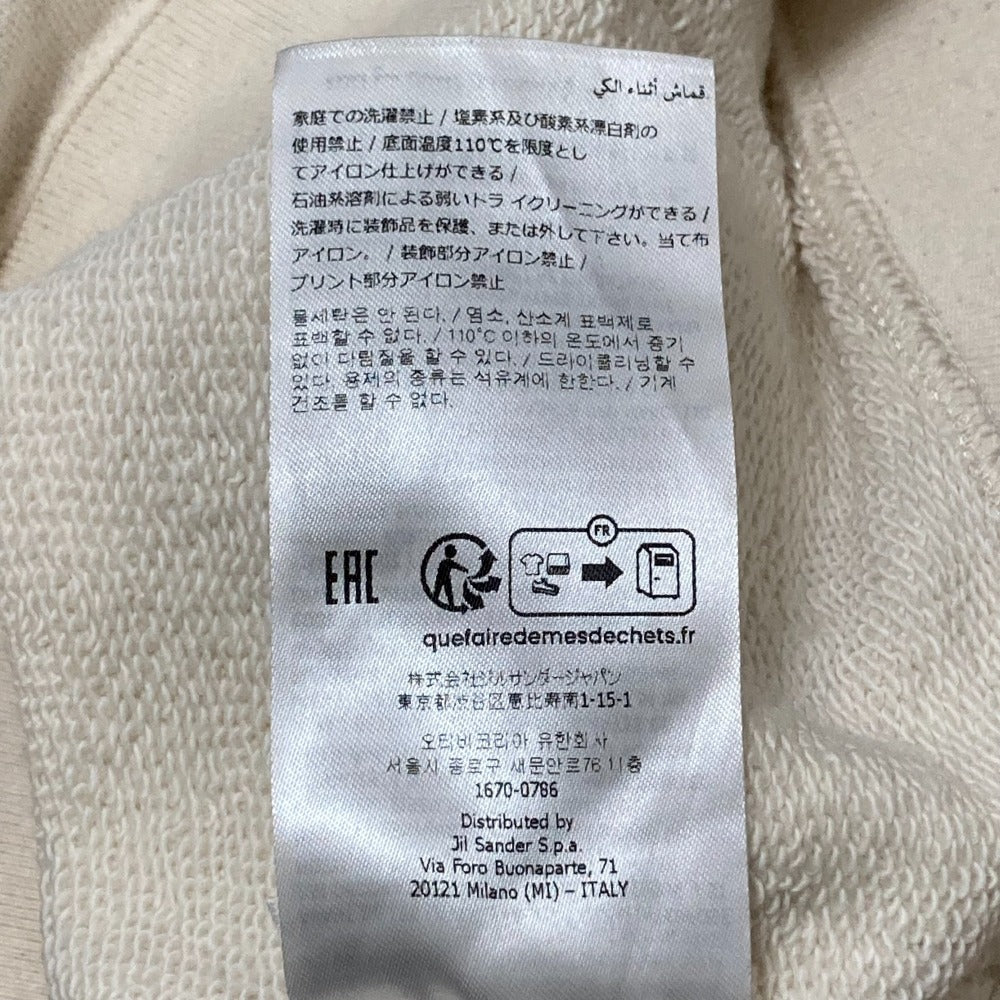 قماش أثناء الكي
家庭での洗濯禁止 / 塩素系及び酸素系漂白剤の
使用禁止 / 底面温度110℃を限度とし
てアイロン仕上げができる /
石油系溶剤による弱いトラ イクリーニングができる /
洗濯時に装飾品を保護、または外して下さい。当て布
アイロン。 / 装飾部分アイロン禁止 /
プリント部分アイロン禁止
물세탁은 안 된다. / 염소, 산소계 표백제로
표백할 수 없다. / 110˚C 이하의 온도에서 증기
없이 다림질을 할 수 있다. / 드라이클리닝할 수
있다. 용제의 종류는 석유계에 한한다. / 기계
건조를 할 수 없다.
EAC
FR
quefairedemesdechets.fr
株式会社ジルサンダージャパン
東京都渋谷区恵比寿南1-15-1
오티비코리아 유한회사
서울시 종로구 새문안로76 11층
1670-0786
Distributed by
Jil Sander S.p.a.
Via Foro Buonaparte, 71
20121 Milano (MI) – ITALY